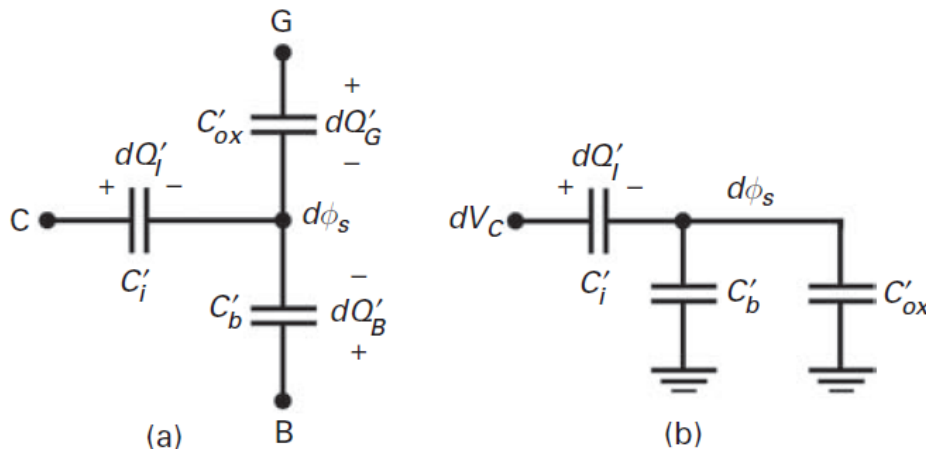 G
+
C'ox dQ'G
−
dQ'I
+ −
C dϕs
C'i
−
C'b dQ'B
+
B
(a)
dQ'I
+ −
dVC dϕs
C'i
C'b C'ox
(b)